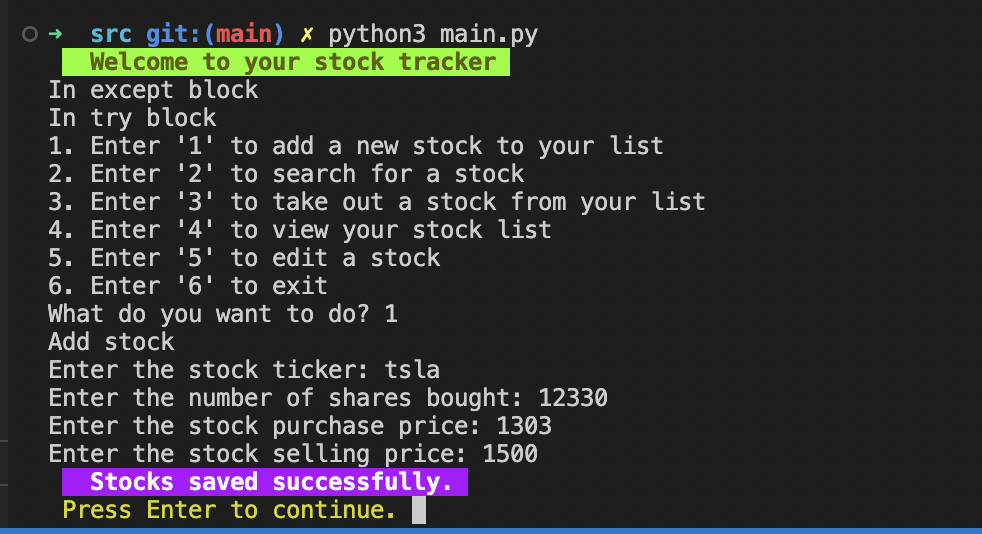 → src git:(main) ✗ python3 main.py
Welcome to your stock tracker
In except block
In try block
1. Enter '1' to add a new stock to your list
2. Enter '2' to search for a stock
3. Enter '3' to take out a stock from your list
4. Enter '4' to view your stock list
5. Enter '5' to edit a stock
6. Enter '6' to exit
What do you want to do? 1
Add stock
Enter the stock ticker: tsla
Enter the number of shares bought: 12330
Enter the stock purchase price: 1303
Enter the stock selling price: 1500
Stocks saved successfully.
Press Enter to continue.